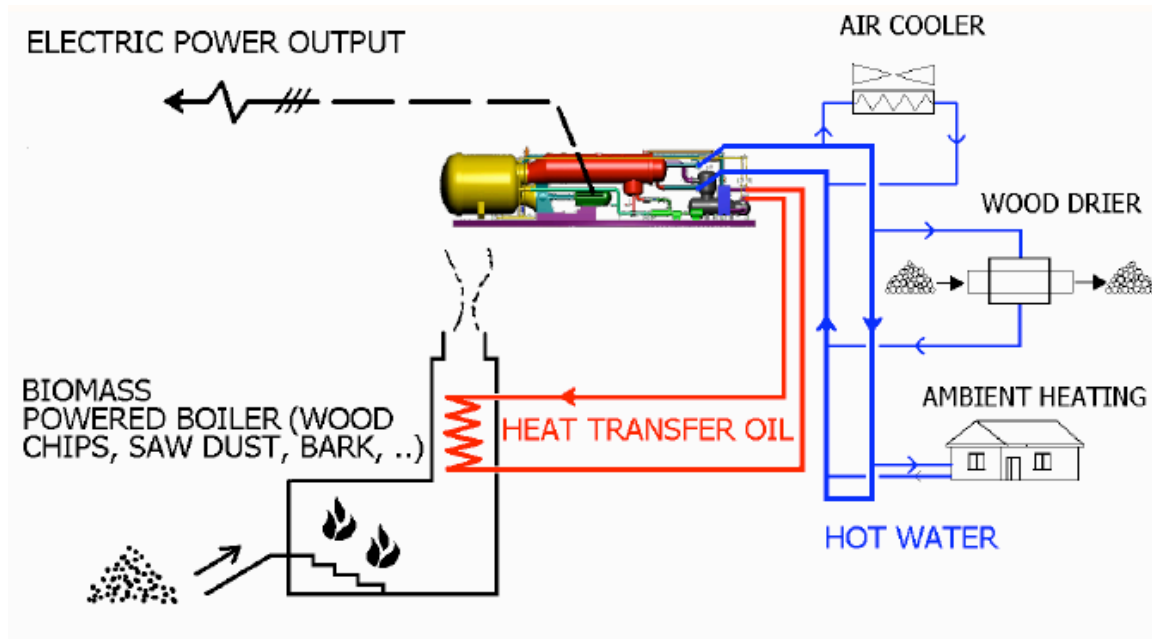 ELECTRIC POWER OUTPUT
AIR COOLER
WOOD DRIER
BIOMASS
POWERED BOILER (WOOD
CHIPS, SAW DUST, BARK, ..)
HEAT TRANSFER OIL
AMBIENT HEATING
HOT WATER